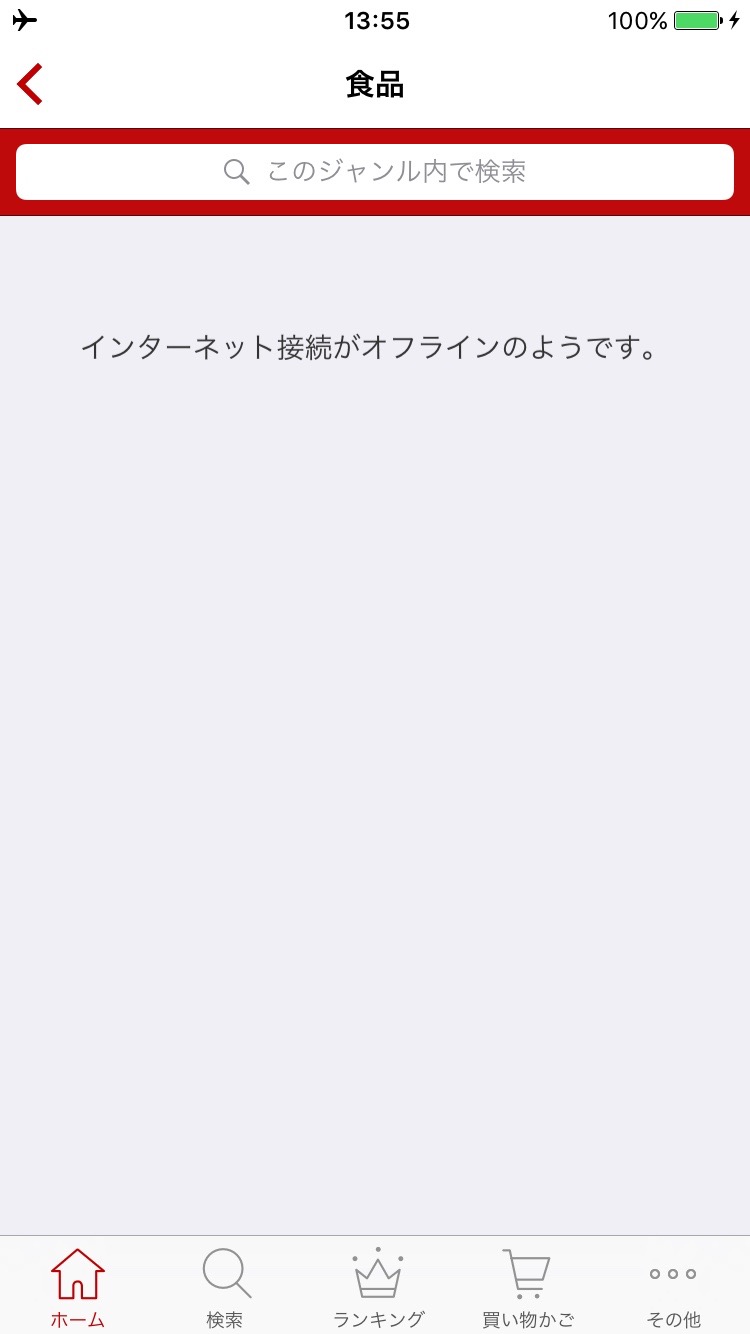 13:55
100%
食品
このジャンル内で検索
インターネット接続がオフラインのようです。
ホーム
検索
ランキング
買い物かご
その他